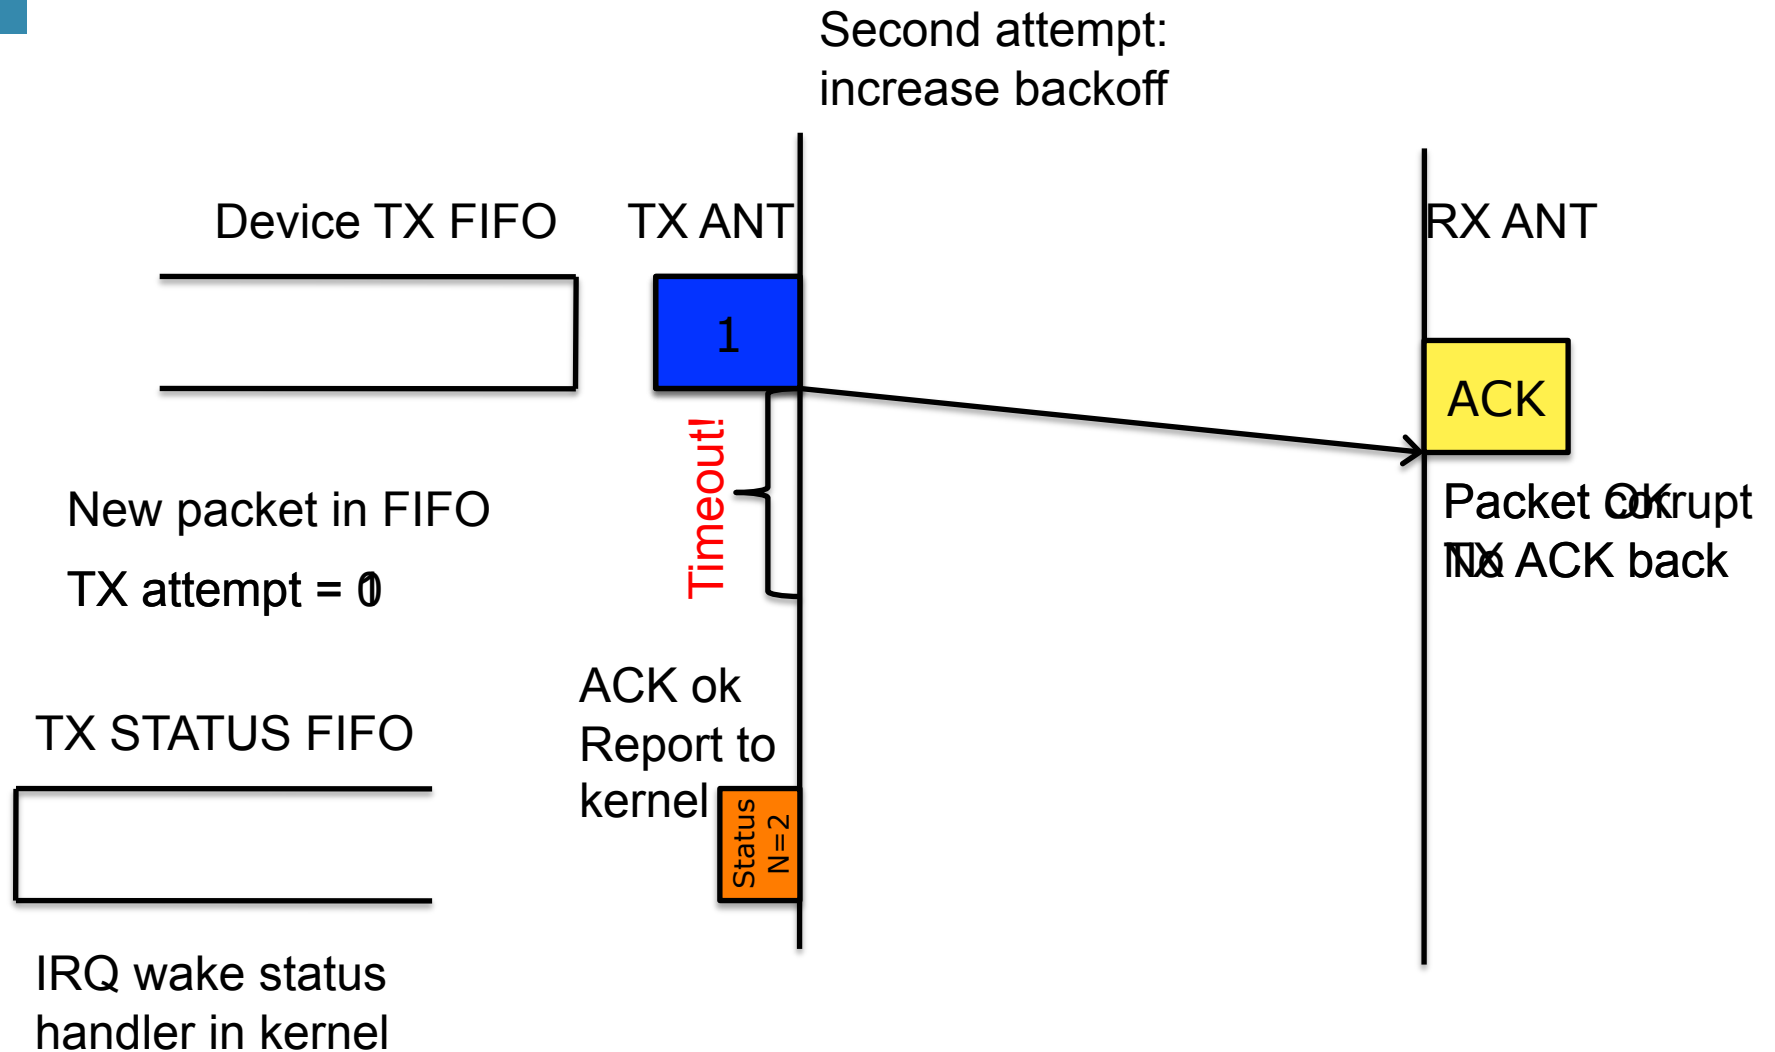 Second attempt:
increase backoff
Device TX FIFO
TX ANT
RX ANT
1
ACK
Timeout!
New packet in FIFO
TX attempt =
Packet
ACK back
ACK ok
Report to
kernel
TX STATUS FIFO
Status
N=2
IRQ wake status
handler in kernel